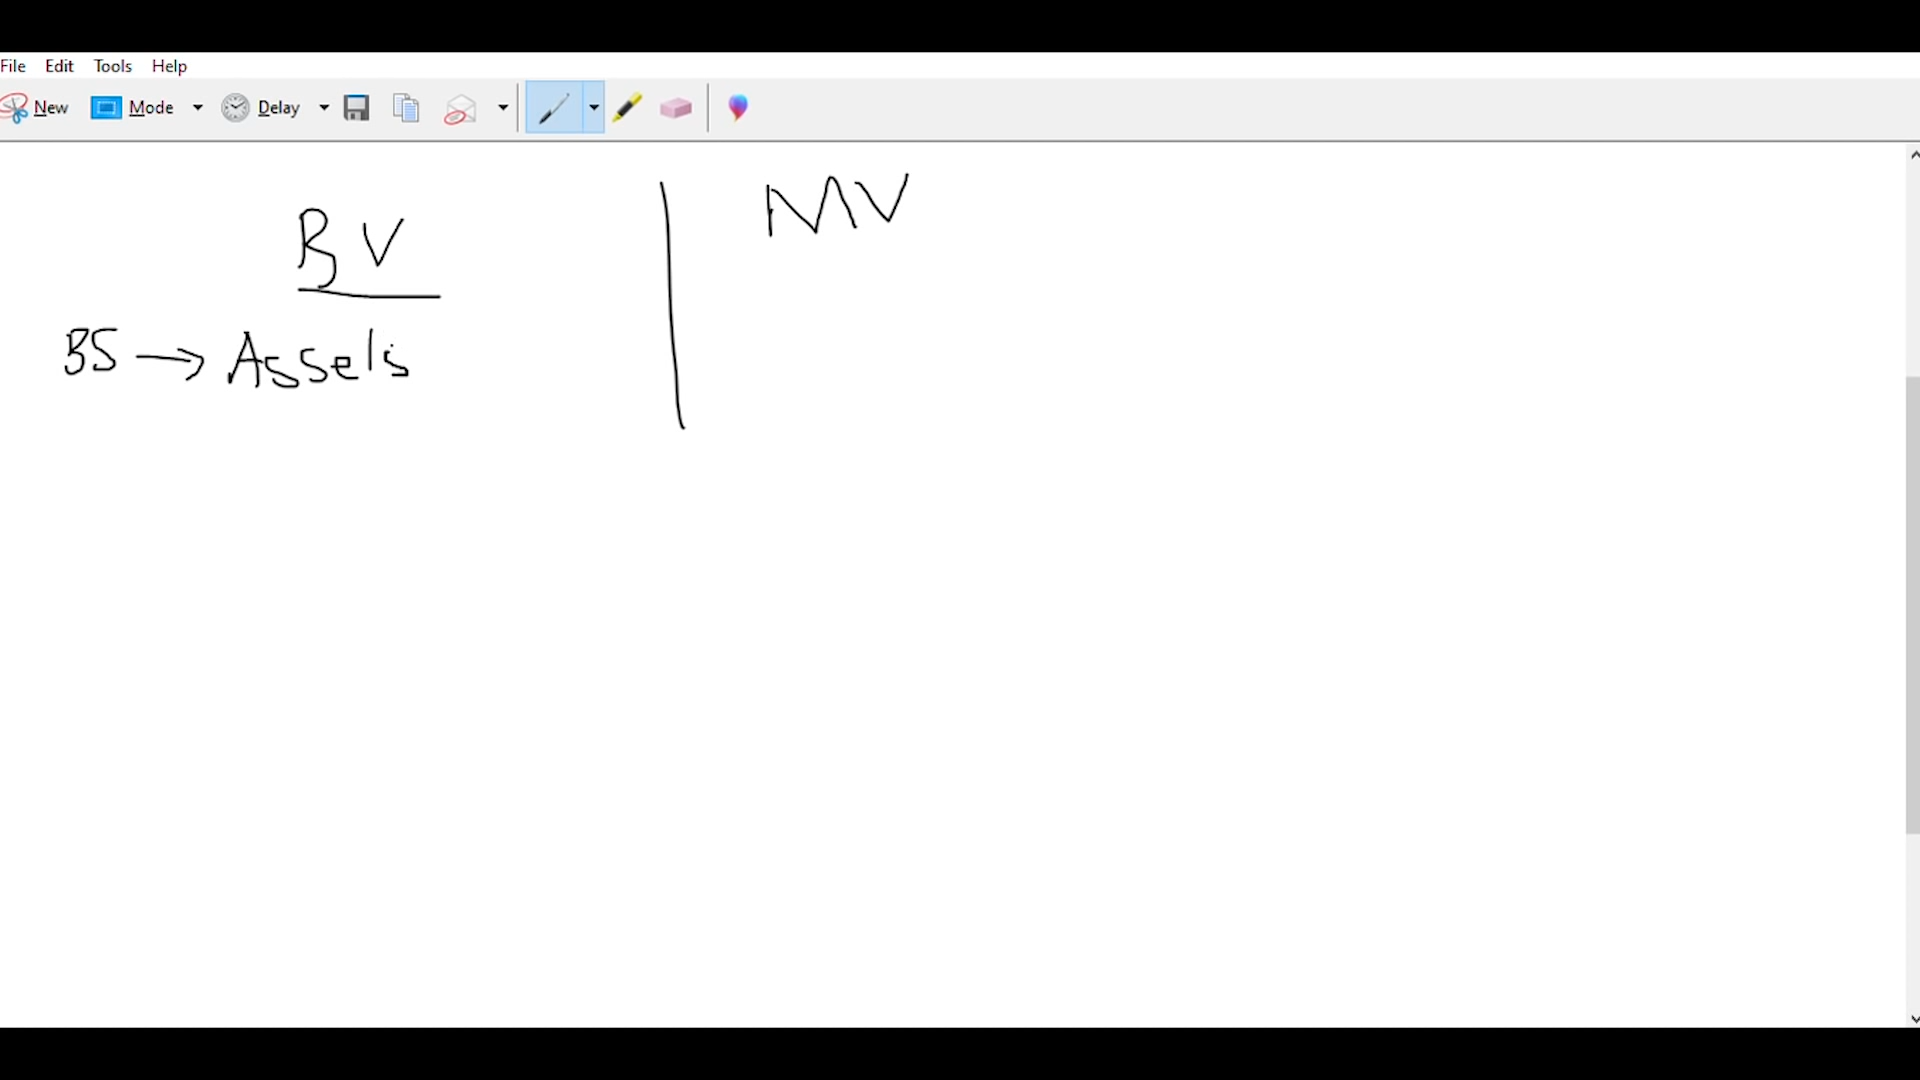 File Edit Tools Help
New Mode Delay
BV
MV
BS → Assets